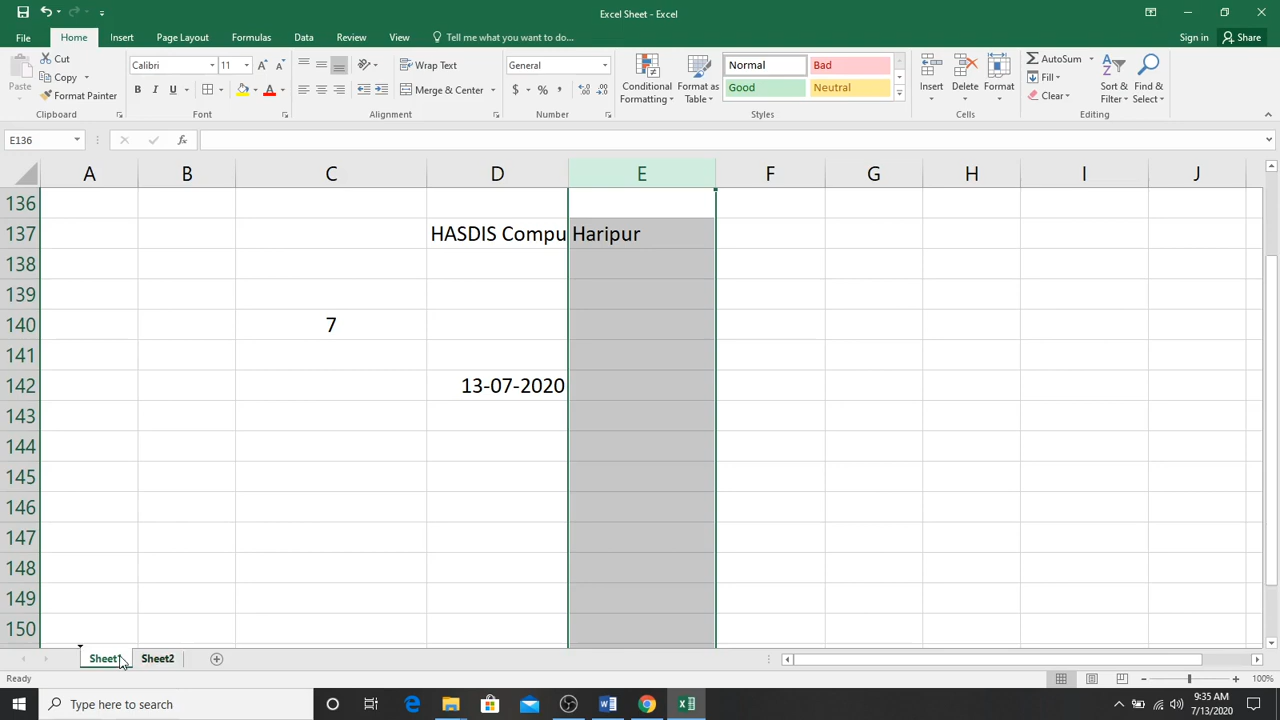 Excel Sheet - Excel
File Home Insert Page Layout Formulas Data Review View Tell me what you want to do... Sign in Share
Paste Cut Copy Format Painter Clipboard
Calibri 11 B I U Font
Wrap Text Merge & Center Alignment
General $ % , Number
Conditional Formatting Format as Table Normal Bad Good Neutral Styles
Insert Delete Format Cells
AutoSum Fill Clear Sort & Filter Find & Select Editing
E136 fx
A B C D E F G H I J
136
137 HASDIS Compu Haripur
138
139
140 7
141
142 13-07-2020
143
144
145
146
147
148
149
150
Sheet Sheet2
Ready 100%
Type here to search 9:35 AM
7/13/2020